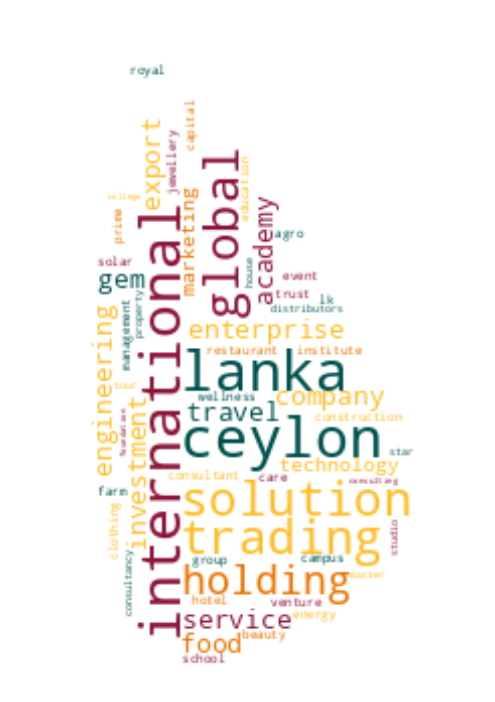 royal
capital
export
jewellery
global
education
college
marketing
academy
prime
international
agro
solar
gem
house
event
trust
lk
property
management
distributors
engineering
enterprise
restaurant institute
lanka
tour
wellness
company
investment
travel
foundation
construction
ceylon
star
technology
consultant
care
consulting
farm
solution
clothing
trading
studio
consultancy
group
campus
holding
master
hotel
venture
service
energy
food
beauty
school